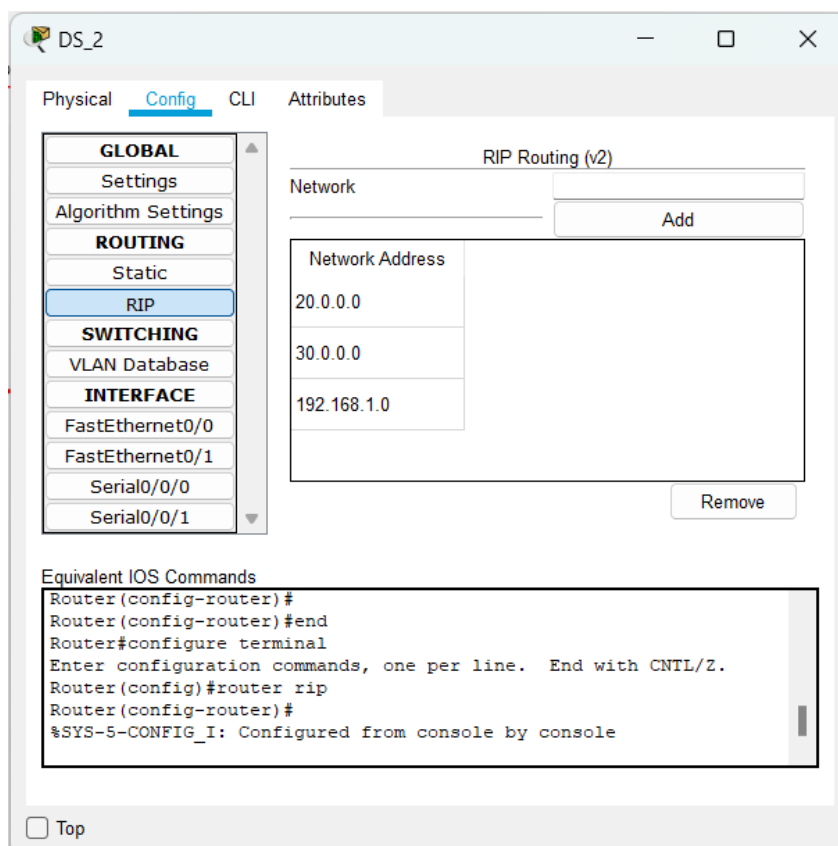 DS_2
Physical Config CLI Attributes
GLOBAL
Settings
Algorithm Settings
ROUTING
Static
RIP
SWITCHING
VLAN Database
INTERFACE
FastEthernet0/0
FastEthernet0/1
Serial0/0/0
Serial0/0/1
RIP Routing (v2)
Network
Add
Network Address
20.0.0.0
30.0.0.0
192.168.1.0
Remove
Equivalent IOS Commands
Router(config-router)#
Router(config-router)#end
Router#configure terminal
Enter configuration commands, one per line.  End with CNTL/Z.
Router(config)#router rip
Router(config-router)#
%SYS-5-CONFIG_I: Configured from console by console
Top